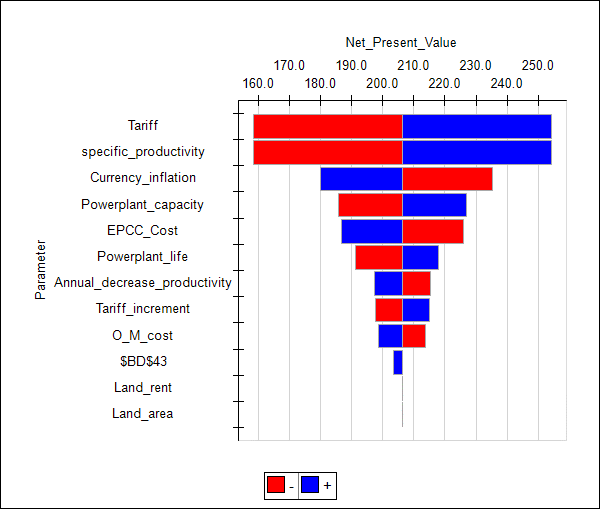 Net_Present_Value
170.0 190.0 210.0 230.0 250.0
160.0 180.0 200.0 220.0 240.0
Parameter
Tariff
specific_productivity
Currency_inflation
Powerplant_capacity
EPCC_Cost
Powerplant_life
Annual_decrease_productivity
Tariff_increment
O_M_cost
$BD$43
Land_rent
Land_area
- +